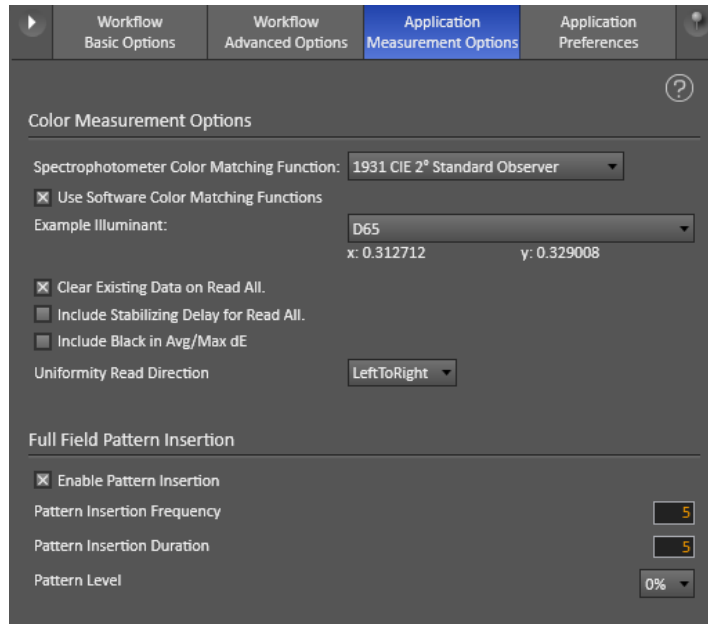 Workflow
Basic Options
Workflow
Advanced Options
Application
Measurement Options
Application
Preferences
?
Color Measurement Options
Spectrophotometer Color Matching Function: 1931 CIE 2° Standard Observer
Use Software Color Matching Functions
Example Illuminant: D65
x: 0.312712 y: 0.329008
Clear Existing Data on Read All.
Include Stabilizing Delay for Read All.
Include Black in Avg/Max dE
Uniformity Read Direction LeftToRight
Full Field Pattern Insertion
Enable Pattern Insertion
Pattern Insertion Frequency 5
Pattern Insertion Duration 5
Pattern Level 0%